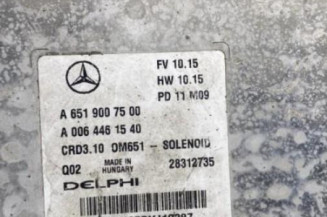 FV 10.15
HW 10.15
PD 11 M09
A 651 900 75 00
A 006 446 15 40
CRD3.10 OM651 - SOLENOID
Q02 MADE IN HUNGARY 28312735
DELPHI